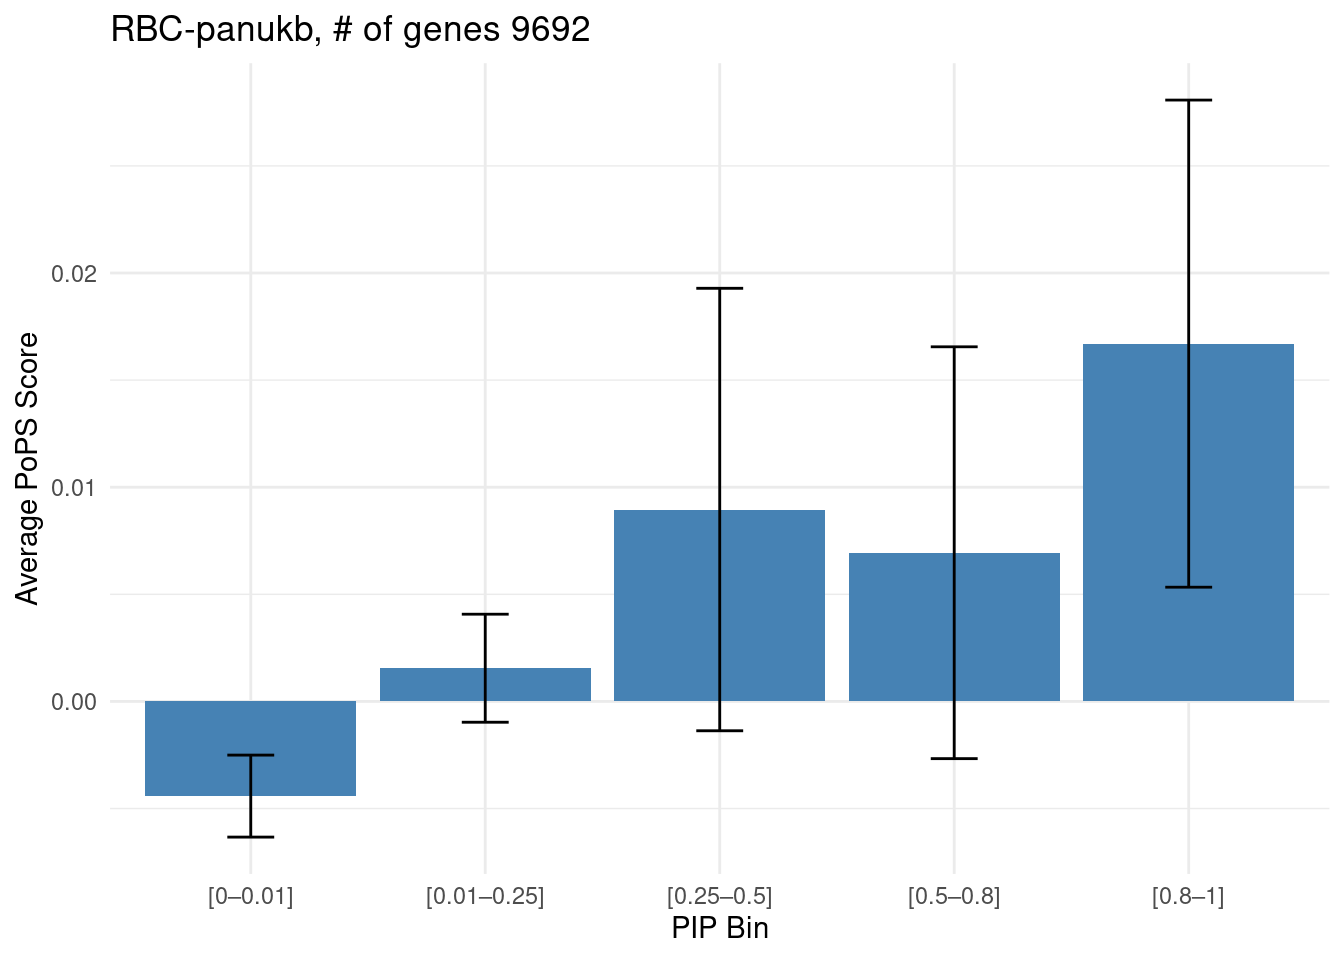 RBC-panukb, # of genes 9692
Average PoPS Score
0.02
0.01
0.00
[0–0.01]
[0.01–0.25]
[0.25–0.5]
[0.5–0.8]
[0.8–1]
PIP Bin